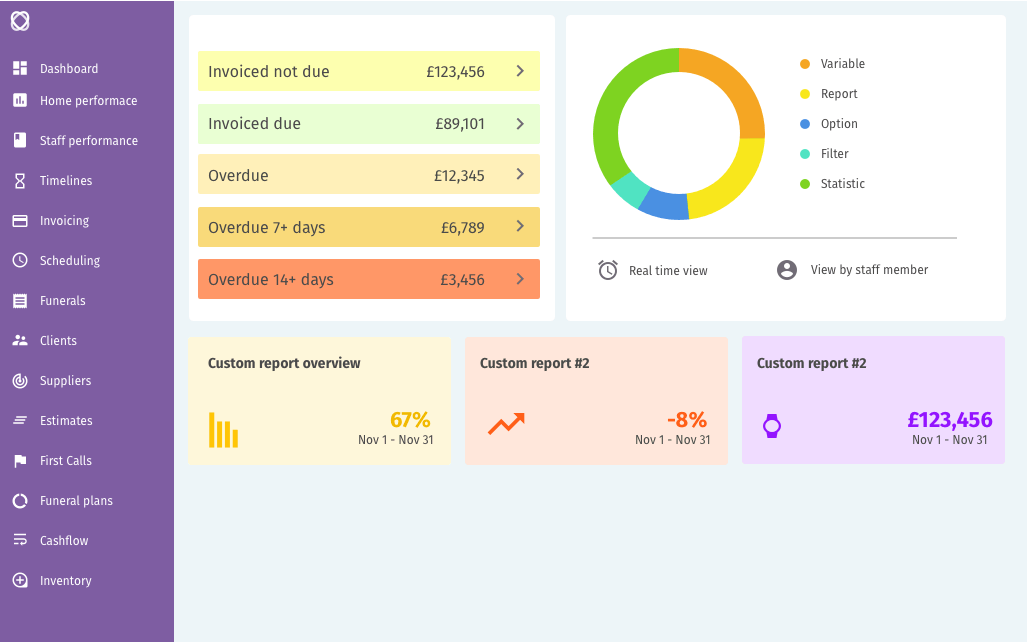 Dashboard
Home performace
Staff performance
Timelines
Invoicing
Scheduling
Funerals
Clients
Suppliers
Estimates
First Calls
Funeral plans
Cashflow
Inventory
Invoiced not due £123,456
Invoiced due £89,101
Overdue £12,345
Overdue 7+ days £6,789
Overdue 14+ days £3,456
Variable
Report
Option
Filter
Statistic
Real time view
View by staff member
Custom report overview
67%
Nov 1 - Nov 31
Custom report #2
-8%
Nov 1 - Nov 31
Custom report #2
£123,456
Nov 1 - Nov 31